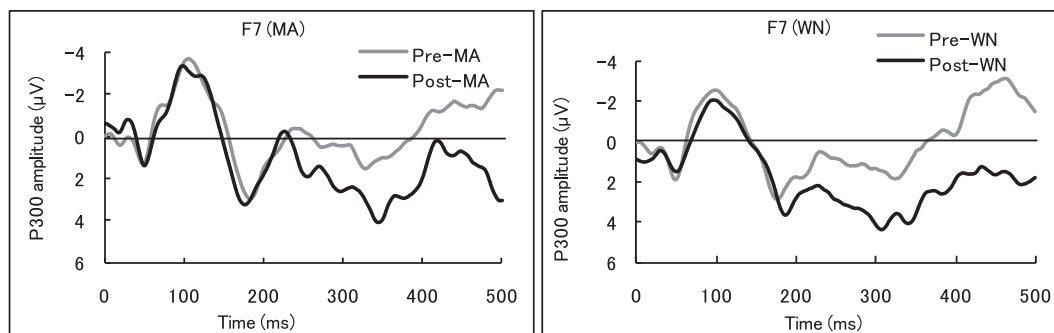 F7 (MA)
Pre-MA
Post-MA
P300 amplitude (μV)
-4
-2
0
2
4
6
0 100 200 300 400 500
Time (ms)
F7 (WN)
Pre-WN
Post-WN
P300 amplitude (μV)
-4
-2
0
2
4
6
0 100 200 300 400 500
Time (ms)